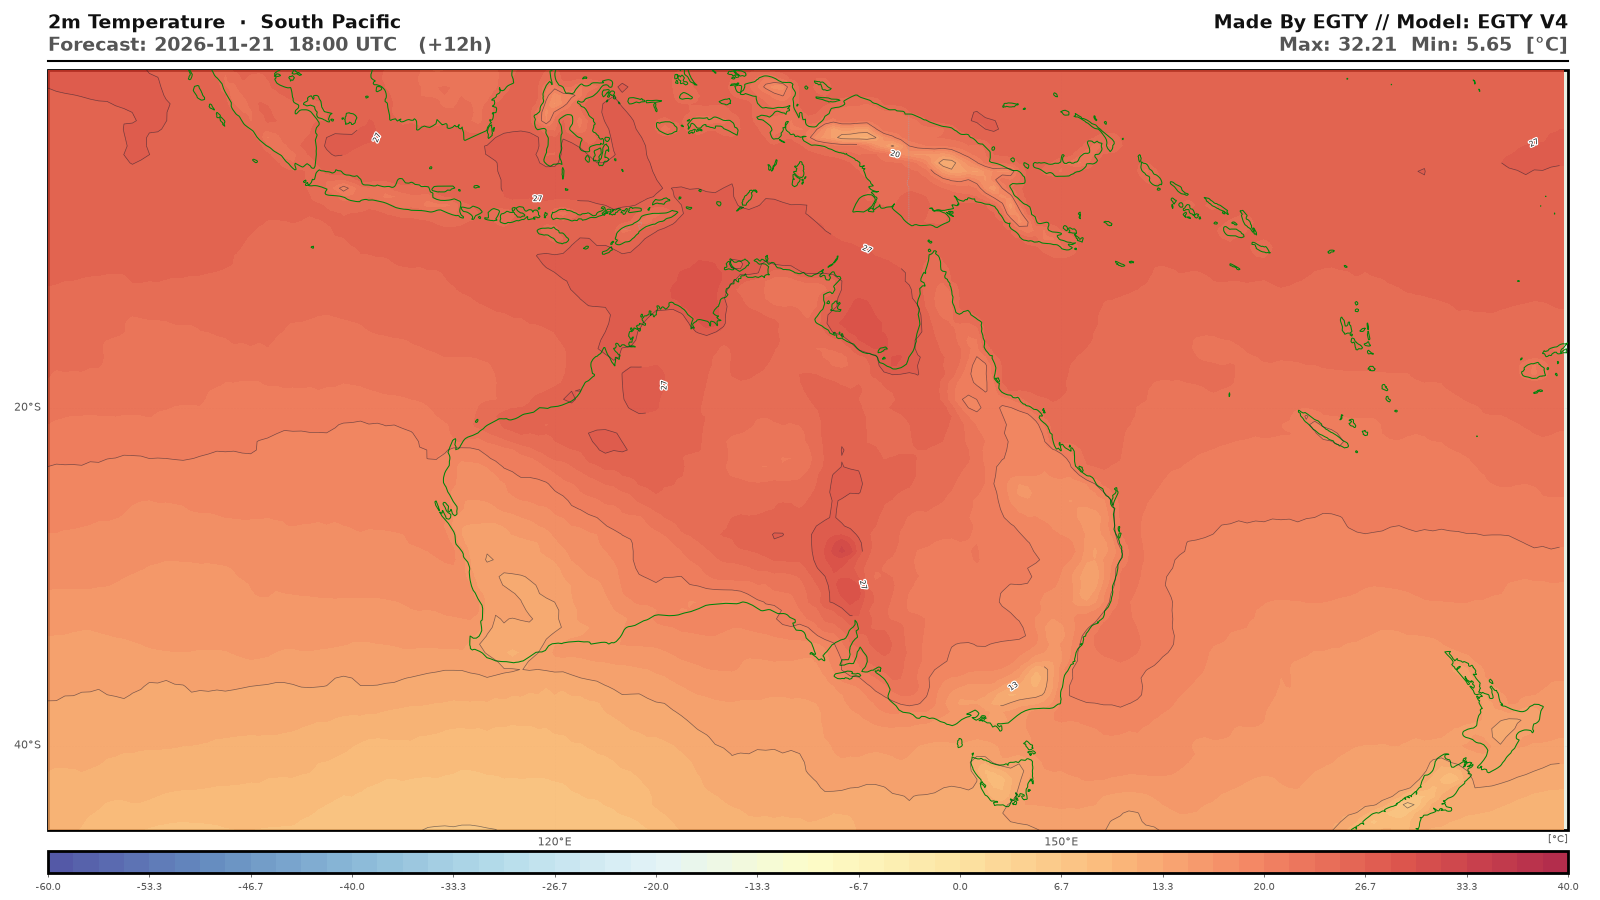 2m Temperature · South Pacific
Made By EGTY // Model: EGTY V4
Forecast: 2026-11-21 18:00 UTC (+12h)
Max: 32.21 Min: 5.65 [°C]
27
20
27
27
27
27
20°S
27
13
40°S
120°E
150°E
[°C]
-60.0
-53.3
-46.7
-40.0
-33.3
-26.7
-20.0
-13.3
-6.7
0.0
6.7
13.3
20.0
26.7
33.3
40.0